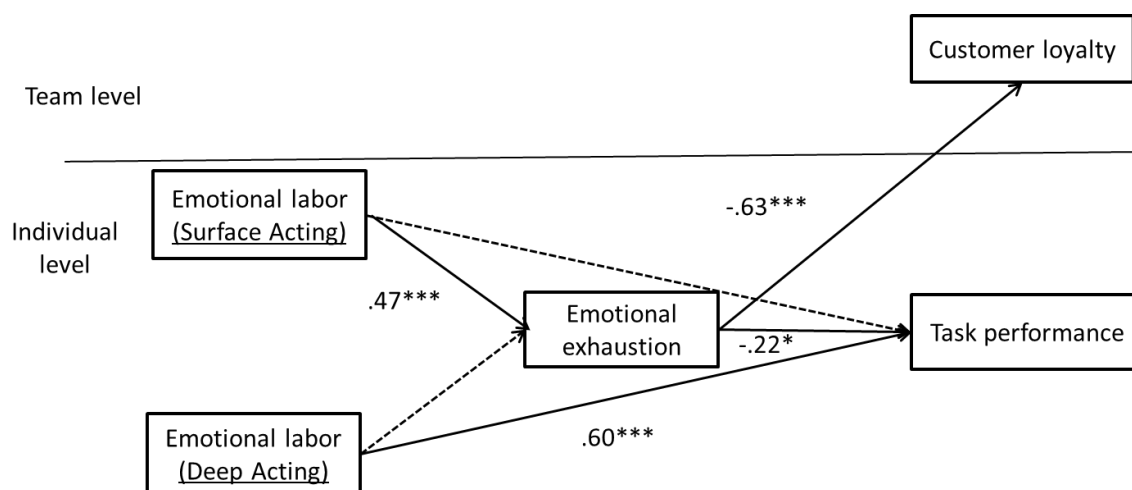 Customer loyalty
Team level
Emotional labor
(Surface Acting)
Individual
level
-.63***
.47***
Emotional
exhaustion
-.22*
Task performance
Emotional labor
(Deep Acting)
.60***